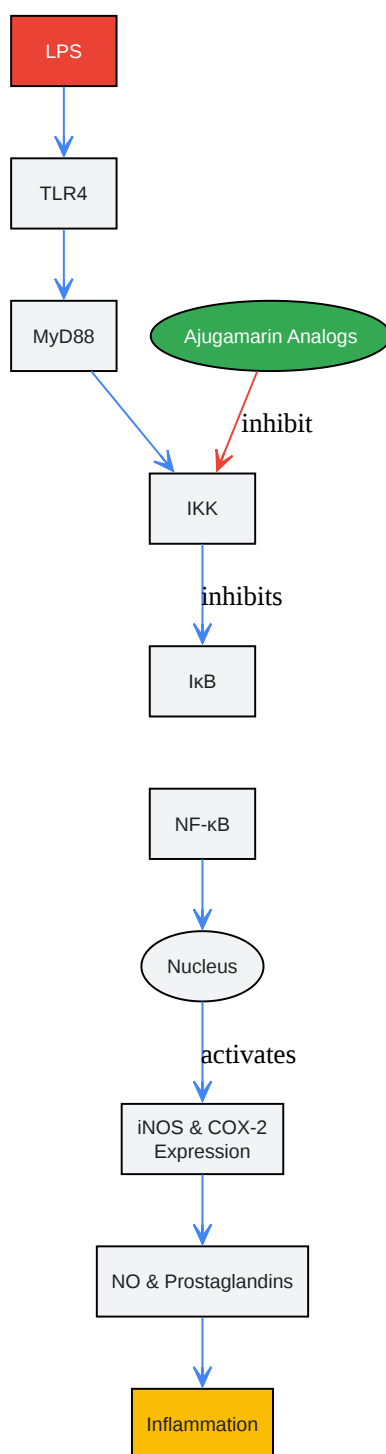 LPS
TLR4
MyD88
Ajugamarin Analogs
inhibit
IKK
inhibits
IκB
NF-κB
Nucleus
activates
iNOS & COX-2
Expression
NO & Prostaglandins
Inflammation